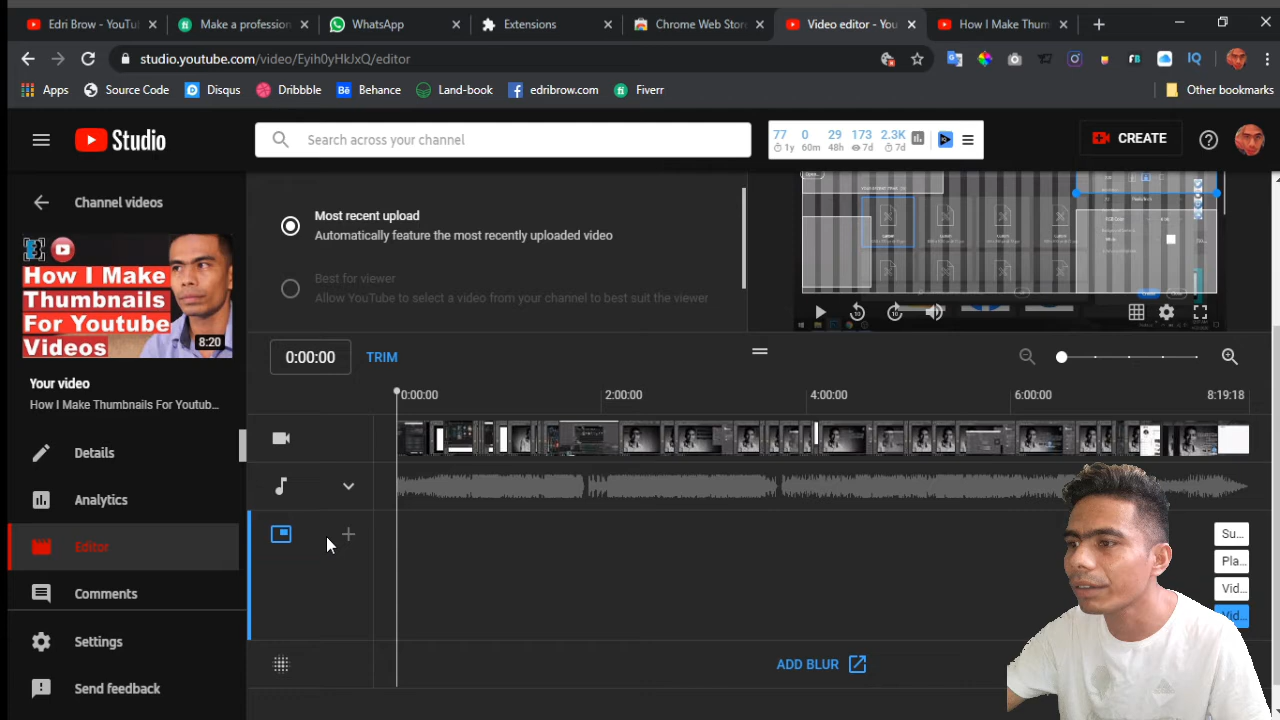 Edri Brow - YouTu
Make a profession
WhatsApp
Extensions
Chrome Web Store
Video editor - You
How I Make Thum
studio.youtube.com/video/Eyih0yHkJxQ/editor
IQ
Apps
Source Code
Disqus
Dribbble
Behance
Land-book
edribrow.com
Fiverr
Other bookmarks
Studio
Search across your channel
77 0 29 173 2.3K
1y 60m 48h 7d 7d
CREATE
Channel videos
How I Make
Thumbnails
For Youtube
Videos
8:20
Your video
How I Make Thumbnails For Youtub...
Details
Analytics
Editor
Comments
Settings
Send feedback
Most recent upload
Automatically feature the most recently uploaded video
Best for viewer
Allow YouTube to select a video from your channel to best suit the viewer
0:00:00
TRIM
0:00:00
2:00:00
4:00:00
6:00:00
8:19:18
Su...
Pla...
Vid...
Vid...
ADD BLUR